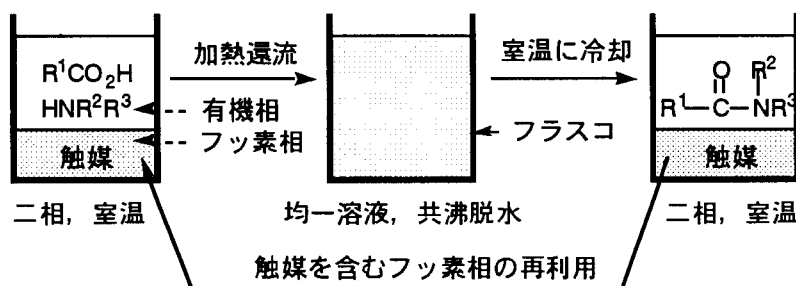 加熱還流
室温に冷却
R¹CO₂H
HNR²R³
有機相
フッ素相
触媒
フラスコ
O R²
R¹—C—NR³
触媒
二相，室温
均一溶液，共沸脱水
二相，室温
触媒を含むフッ素相の再利用